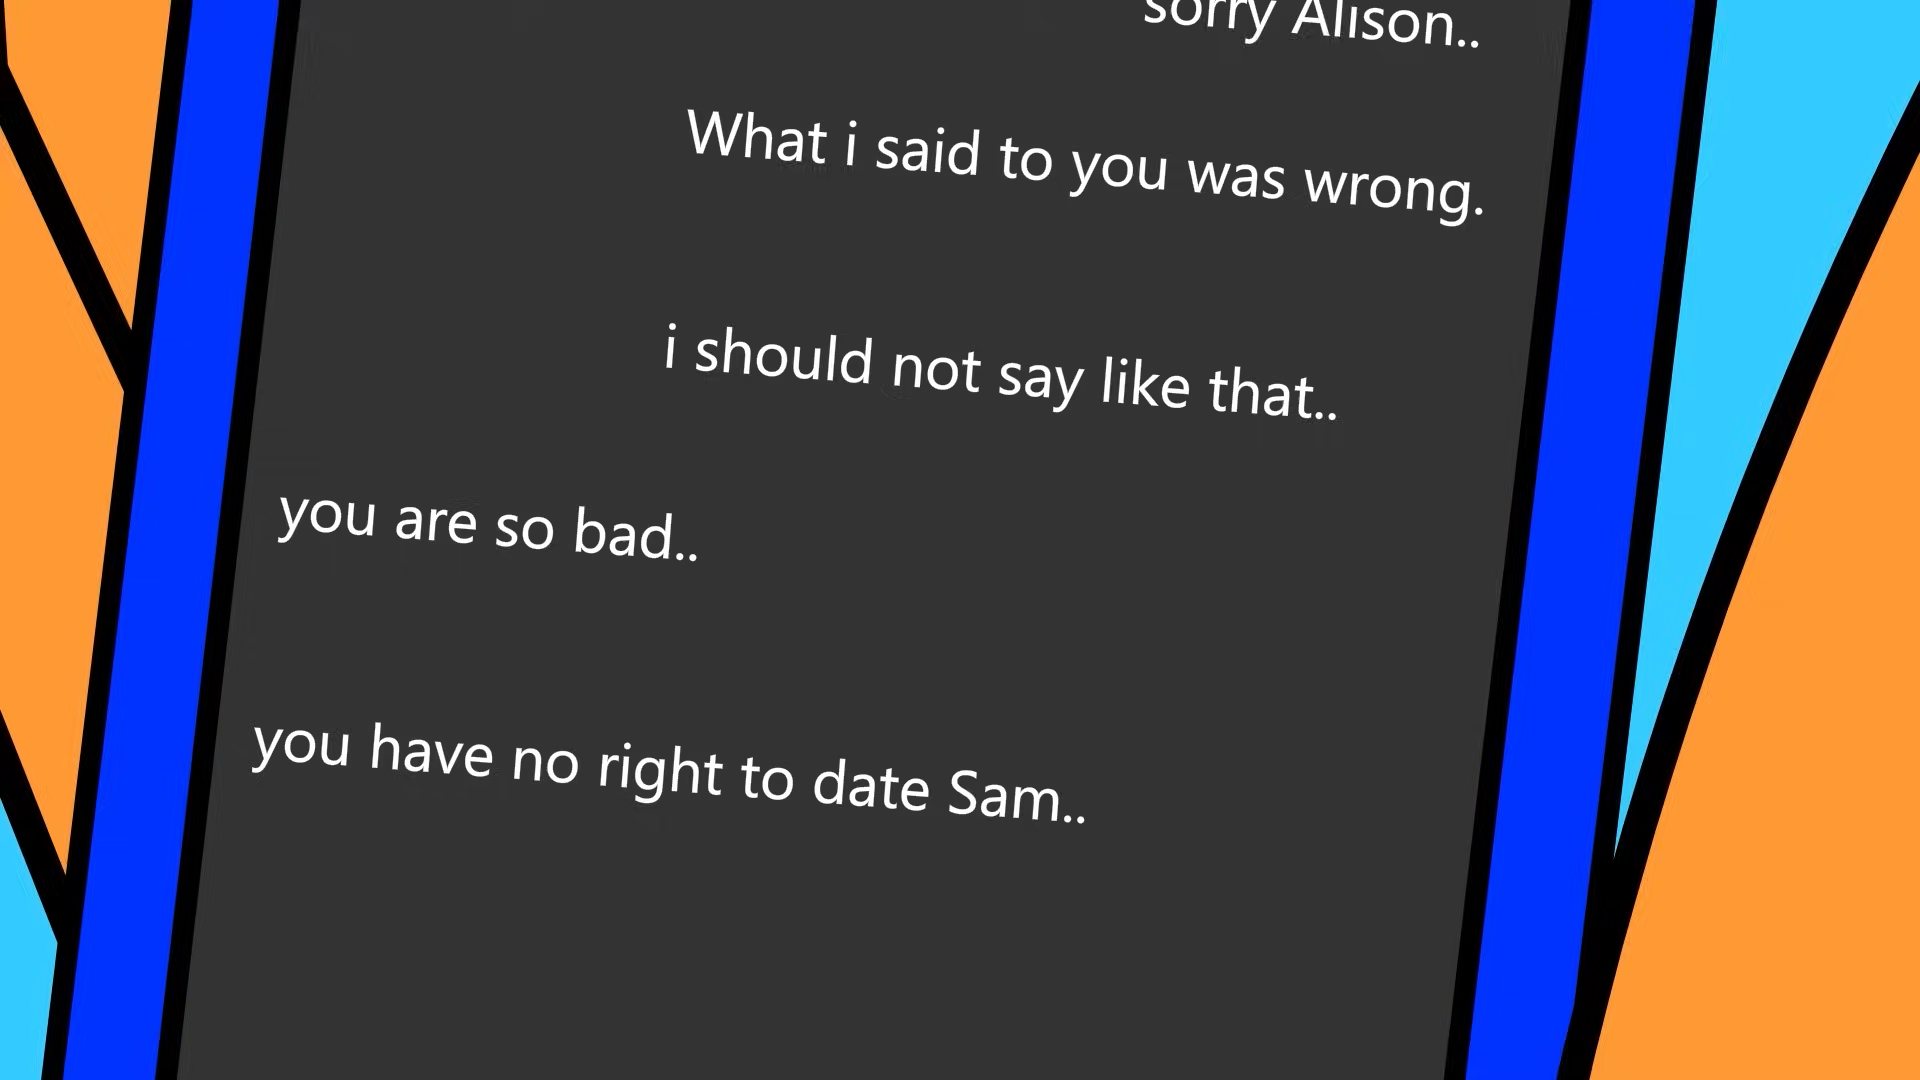 sorry Alison..
What i said to you was wrong.
i should not say like that..
you are so bad..
you have no right to date Sam..